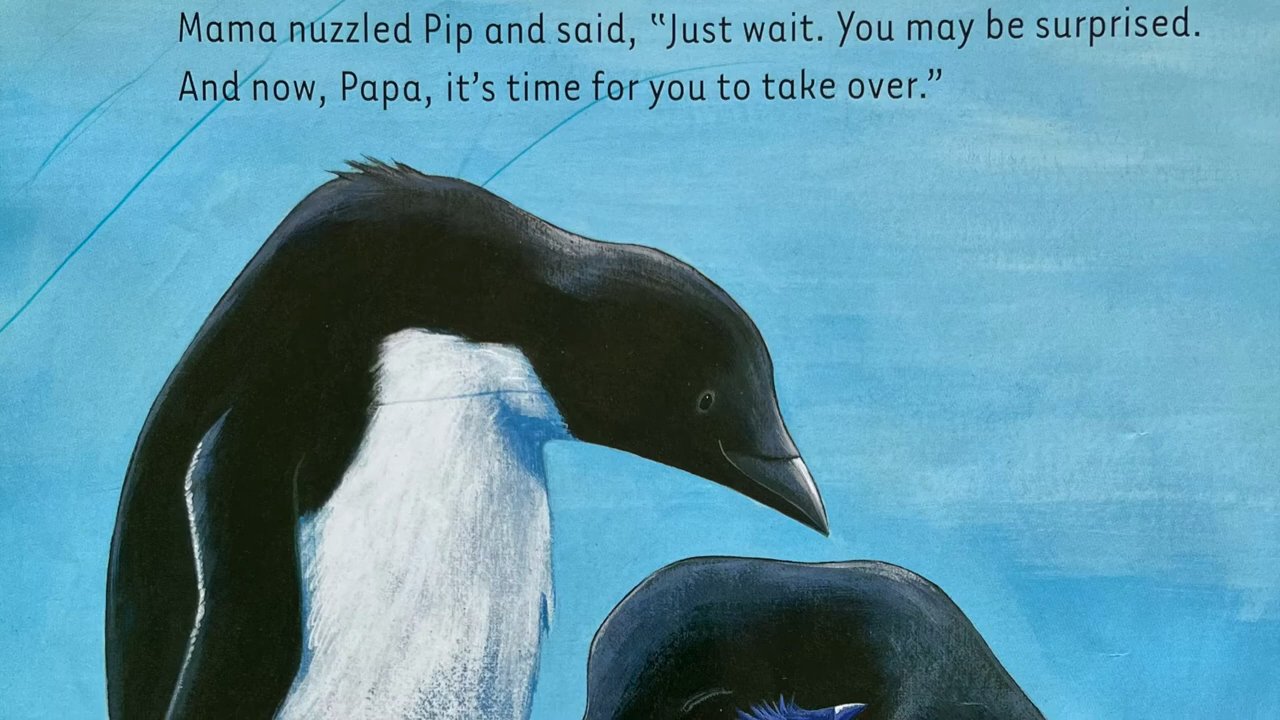 Mama nuzzled Pip and said, “Just wait. You may be surprised.
And now, Papa, it’s time for you to take over.”